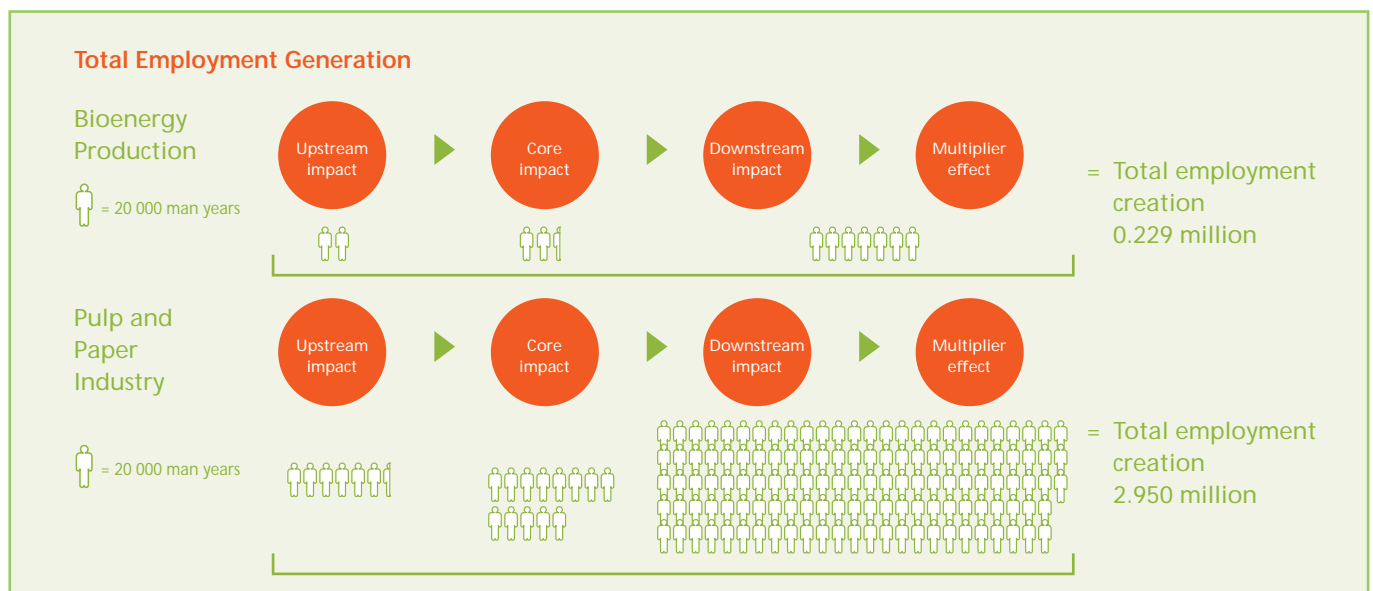 Total Employment Generation
Bioenergy
Production
= 20 000 man years
Upstream
impact
Core
impact
Downstream
impact
Multiplier
effect
= Total employment
creation
0.229 million
Pulp and
Paper
Industry
= 20 000 man years
Upstream
impact
Core
impact
Downstream
impact
Multiplier
effect
= Total employment
creation
2.950 million